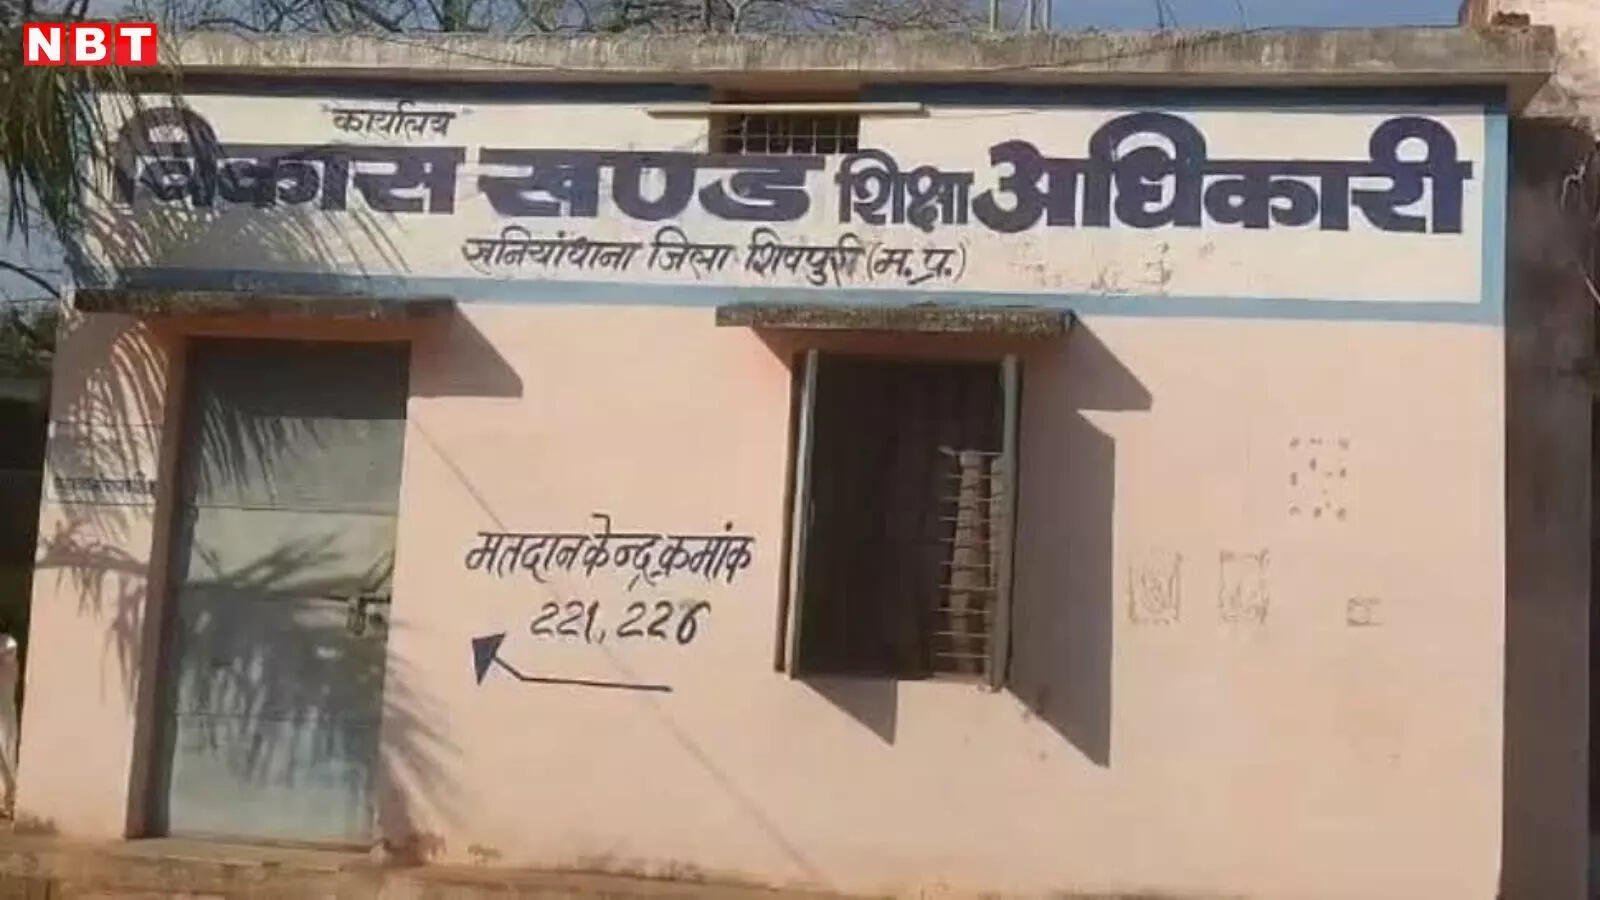 NBT
"कार्यालय"
विकास खण्ड शिक्षा अधिकारी
खनियांधाना जिला शिवपुरी (म.प्र.)
मतदान केन्द्र क्रमांक
221, 226